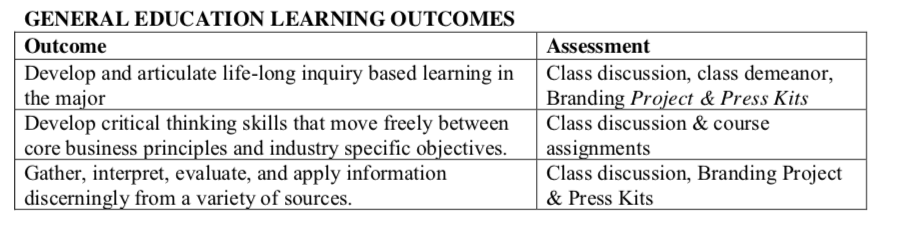 GENERAL EDUCATION LEARNING OUTCOMES
Outcome
Assessment
Develop and articulate life-long inquiry based learning in
the major
Class discussion, class demeanor,
Branding Project & Press Kits
Develop critical thinking skills that move freely between
core business principles and industry specific objectives.
Class discussion & course
assignments
Gather, interpret, evaluate, and apply information
discerningly from a variety of sources.
Class discussion, Branding Project
& Press Kits